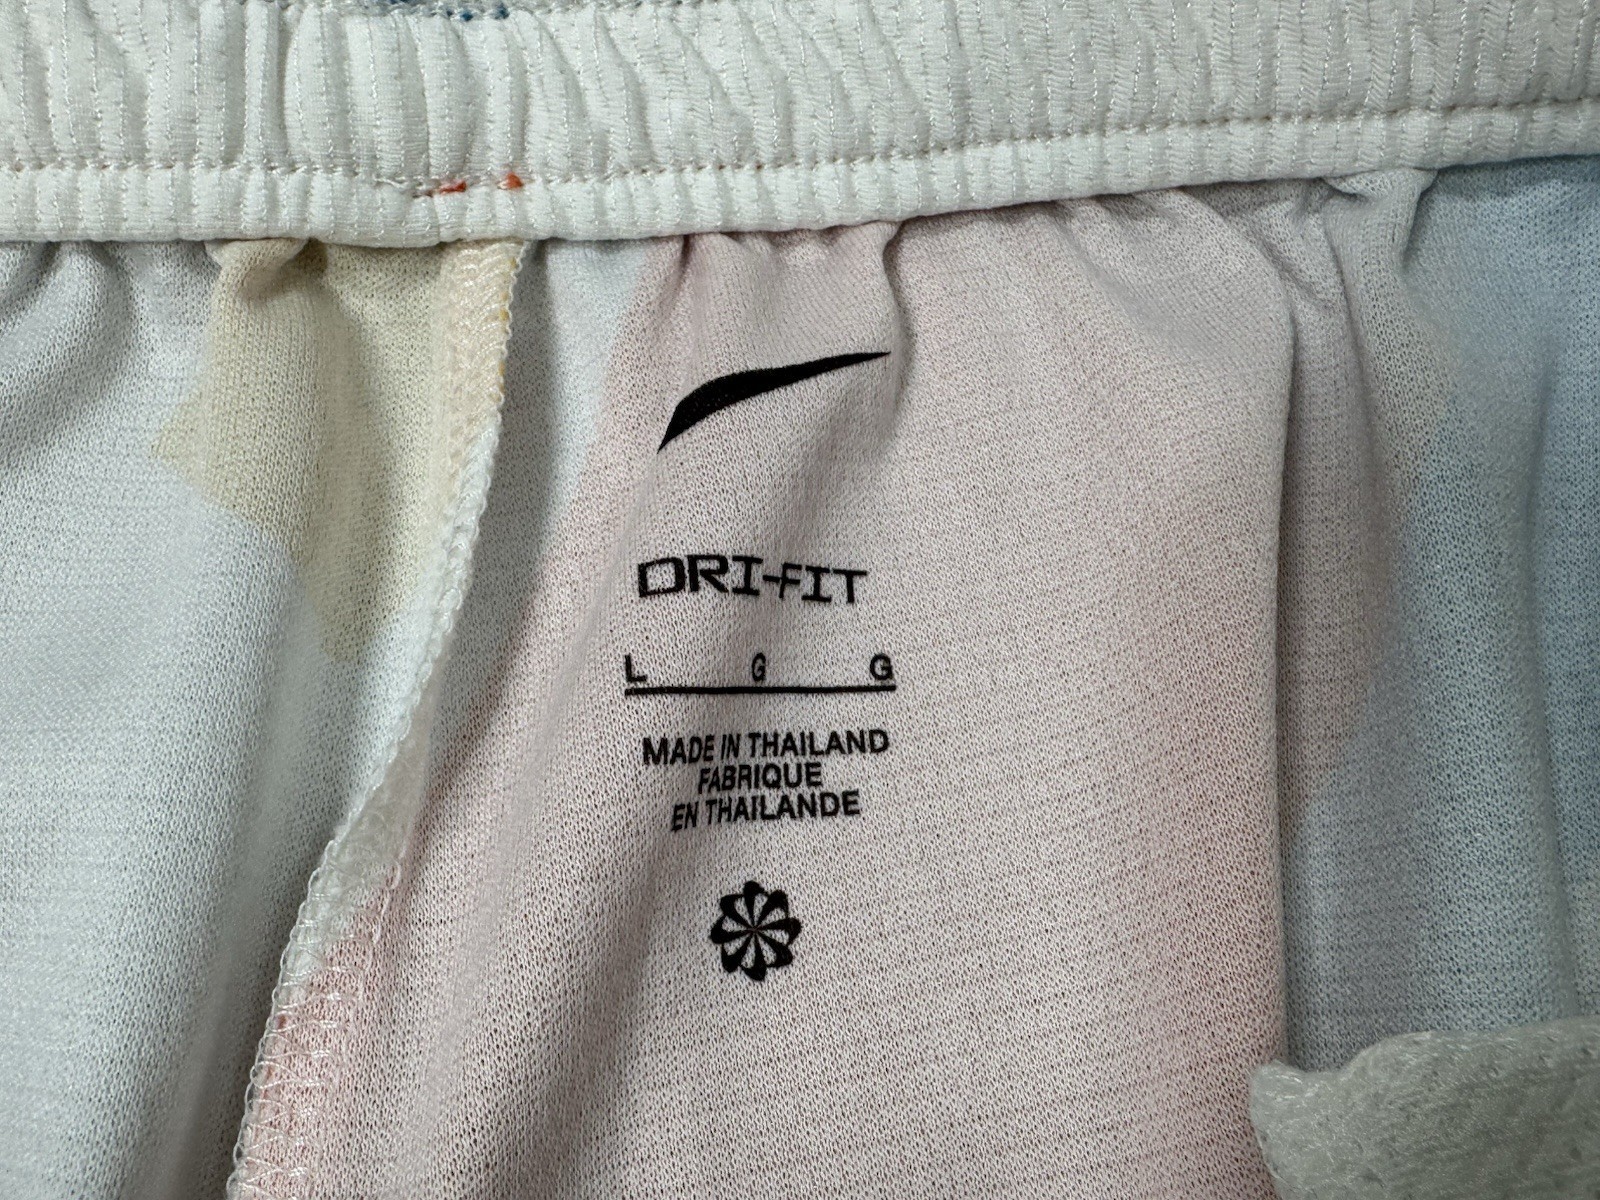 DRI-FIT
L G G
MADE IN THAILAND
FABRIQUE
EN THAILANDE